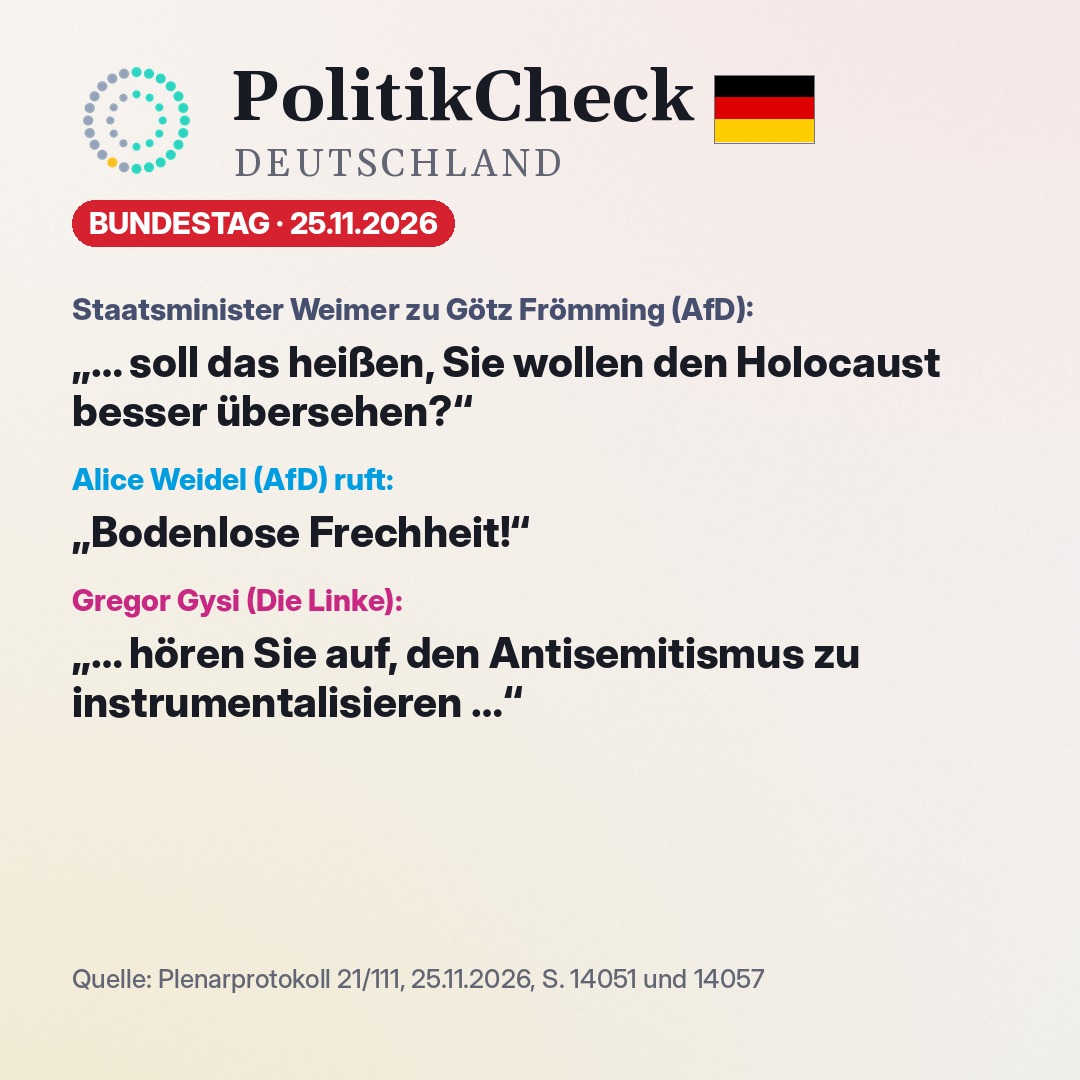 PolitikCheck
DEUTSCHLAND
BUNDESTAG · 25.11.2026
Staatsminister Weimer zu Götz Frömming (AfD):
„… soll das heißen, Sie wollen den Holocaust
besser übersehen?“
Alice Weidel (AfD) ruft:
„Bodenlose Frechheit!“
Gregor Gysi (Die Linke):
„… hören Sie auf, den Antisemitismus zu
instrumentalisieren …“
Quelle: Plenarprotokoll 21/111, 25.11.2026, S. 14051 und 14057